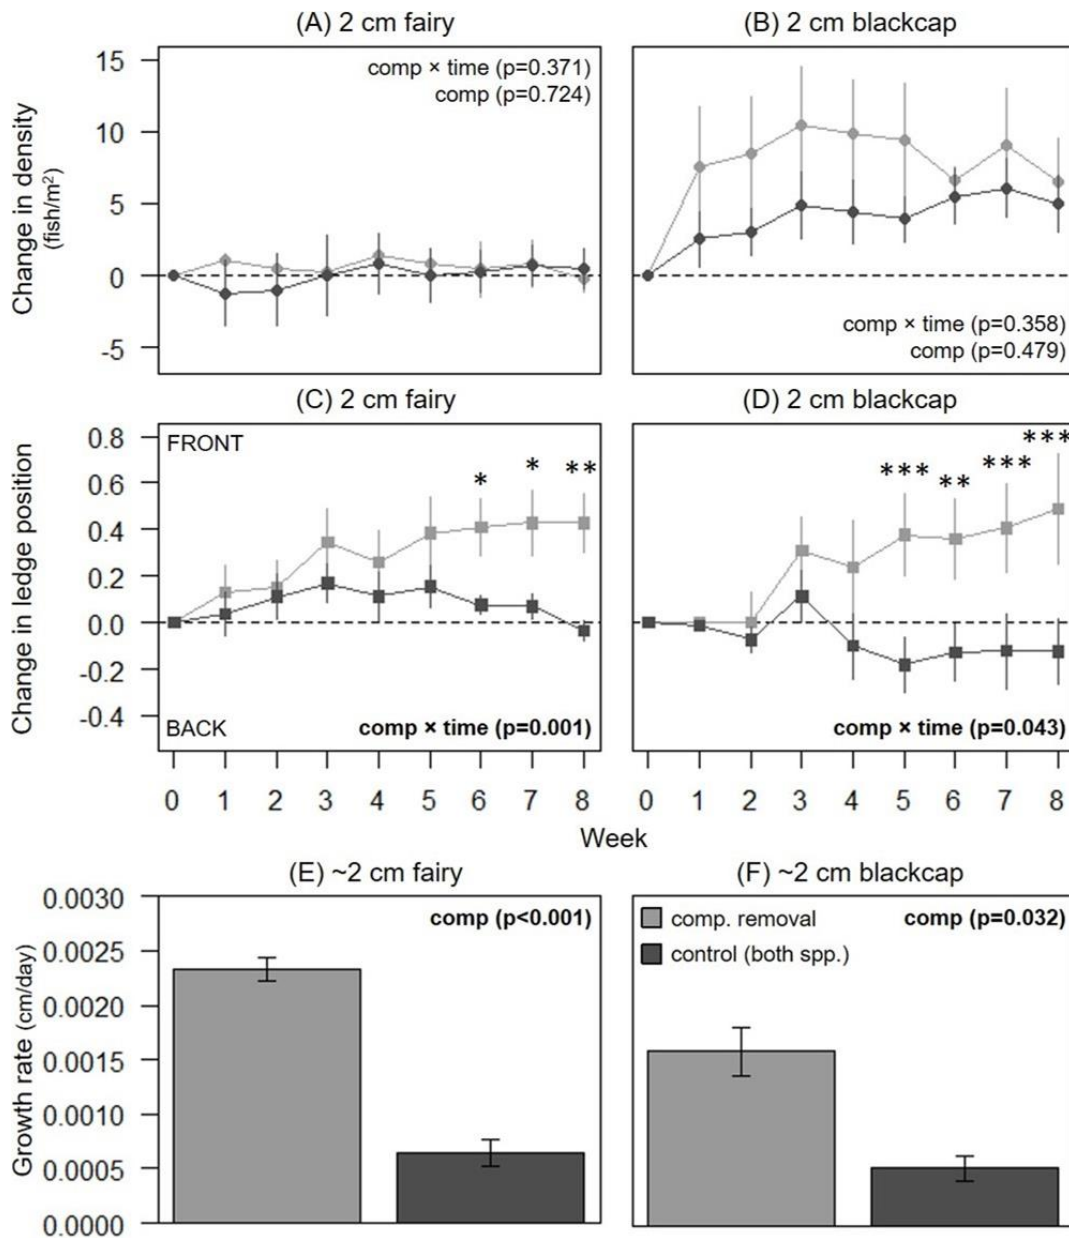 (A) 2 cm fairy
(B) 2 cm blackcap
Change in density
(fish/m²)
15
10
5
0
-5
comp × time (p=0.371)
comp (p=0.724)
comp × time (p=0.358)
comp (p=0.479)
(C) 2 cm fairy
(D) 2 cm blackcap
Change in ledge position
0.8
0.6
0.4
0.2
0.0
-0.2
-0.4
FRONT
*
*
**
BACK
comp × time (p=0.001)
***
**
***
***
comp × time (p=0.043)
0 1 2 3 4 5 6 7 8
0 1 2 3 4 5 6 7 8
Week
(E) ~2 cm fairy
(F) ~2 cm blackcap
Growth rate (cm/day)
0.0030
0.0025
0.0020
0.0015
0.0010
0.0005
0.0000
comp (p<0.001)
comp. removal
control (both spp.)
comp (p=0.032)